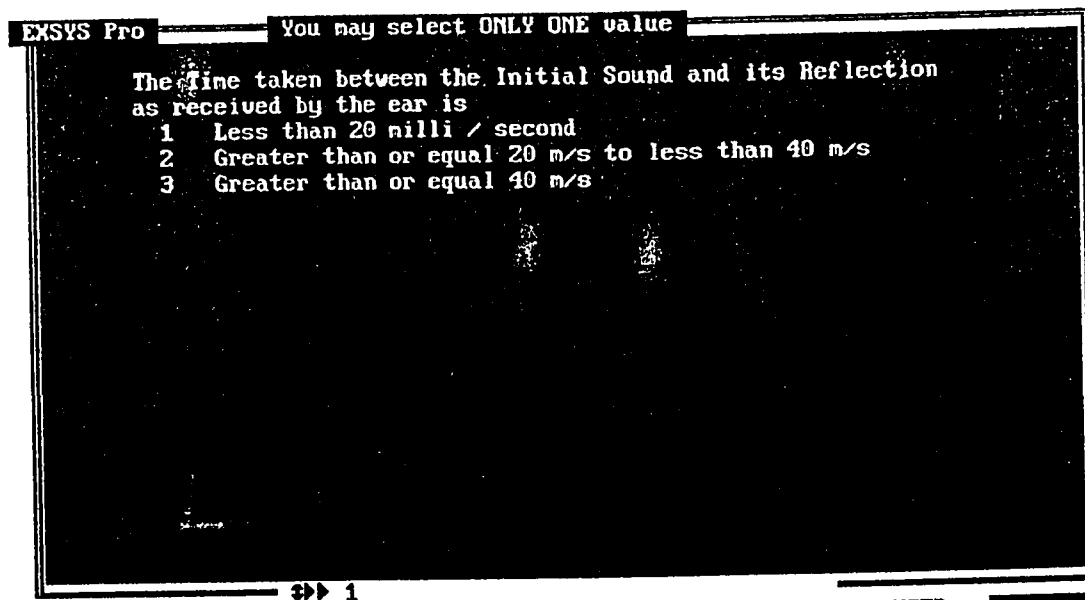 EXSYS Pro You may select ONLY ONE value
The Time taken between the Initial Sound and its Reflection
as received by the ear is
1 Less than 20 milli / second
2 Greater than or equal 20 m/s to less than 40 m/s
3 Greater than or equal 40 m/s
1